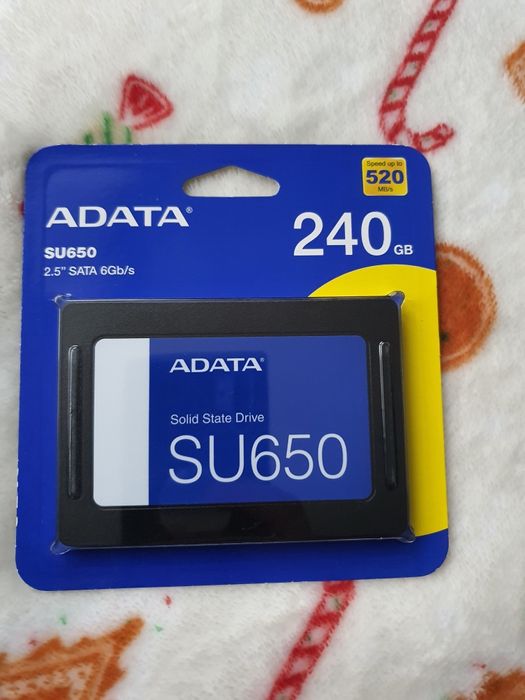 Speed up to
520
MB/s
ADATA®
240GB
SU650
2.5" SATA 6Gb/s
ADATA®
Solid State Drive
SU650